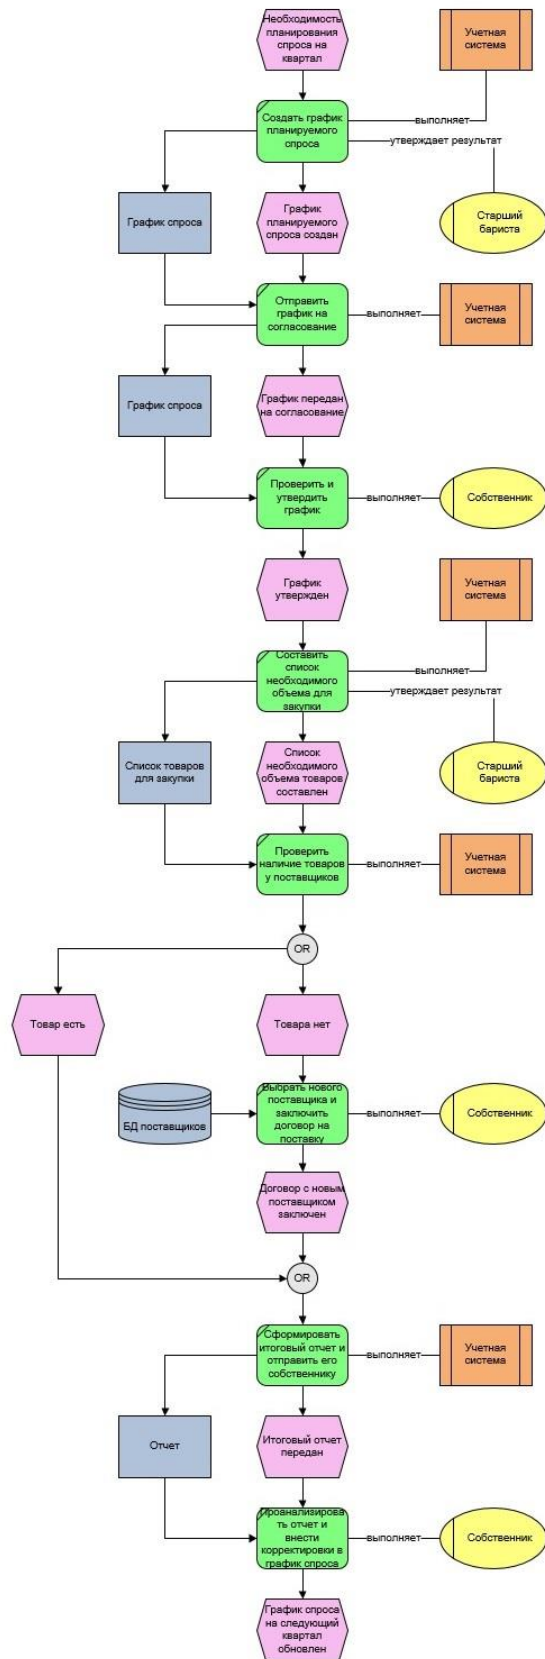 Необходимость
планирования
спроса на
квартал
Учетная
система
Создать график
планируемого
спроса
выполняет
утверждает результат
График спроса
График
планируемого
спроса создан
Старший
бариста
Отправить
график на
согласование
выполняет
Учетная
система
График спроса
График передан
на согласование
Проверить и
утвердить
график
выполняет
Собственник
График
утвержден
Учетная
система
Составить
список
необходимого
объема для
закупки
выполняет
утверждает результат
Список товаров
для закупки
Список
необходимого
объема товаров
составлен
Старший
бариста
Проверить
наличие товаров
у поставщиков
выполняет
Учетная
система
OR
Товар есть
Товара нет
БД поставщиков
Выбрать нового
поставщика и
заключить
договор на
поставку
выполняет
Собственник
Договор с новым
поставщиком
заключен
OR
Сформировать
итоговый отчет и
отправить его
собственнику
выполняет
Учетная
система
Отчет
Итоговый отчет
передан
Проанализирова
ть отчет и
внести
корректировки в
график спроса
выполняет
Собственник
График спроса
на следующий
квартал
обновлен